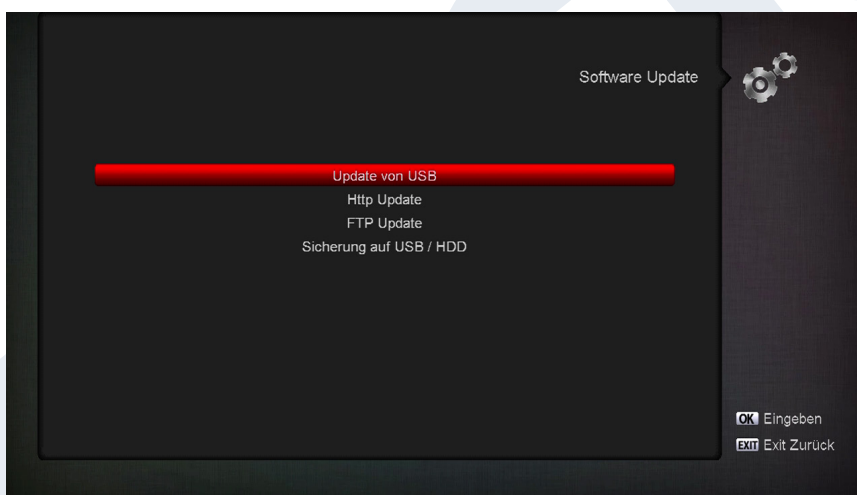 Software Update
Update von USB
Http Update
FTP Update
Sicherung auf USB / HDD
OK Eingeben
EXIT Exit Zurück